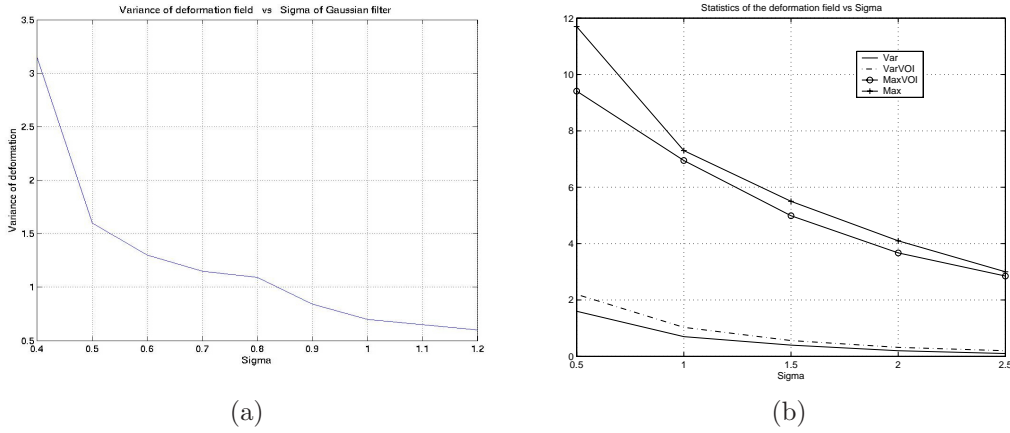 Variance of deformation field vs Sigma of Gaussian filter
3.5
3
2.5
2
1.5
1
0.5
Variance of deformation
0.4 0.5 0.6 0.7 0.8 0.9 1 1.1 1.2
Sigma
(a)
Statistics of the deformation field vs Sigma
12
10
8
6
4
2
0
Var
VarVOI
MaxVOI
Max
0.5 1 1.5 2 2.5
Sigma
(b)